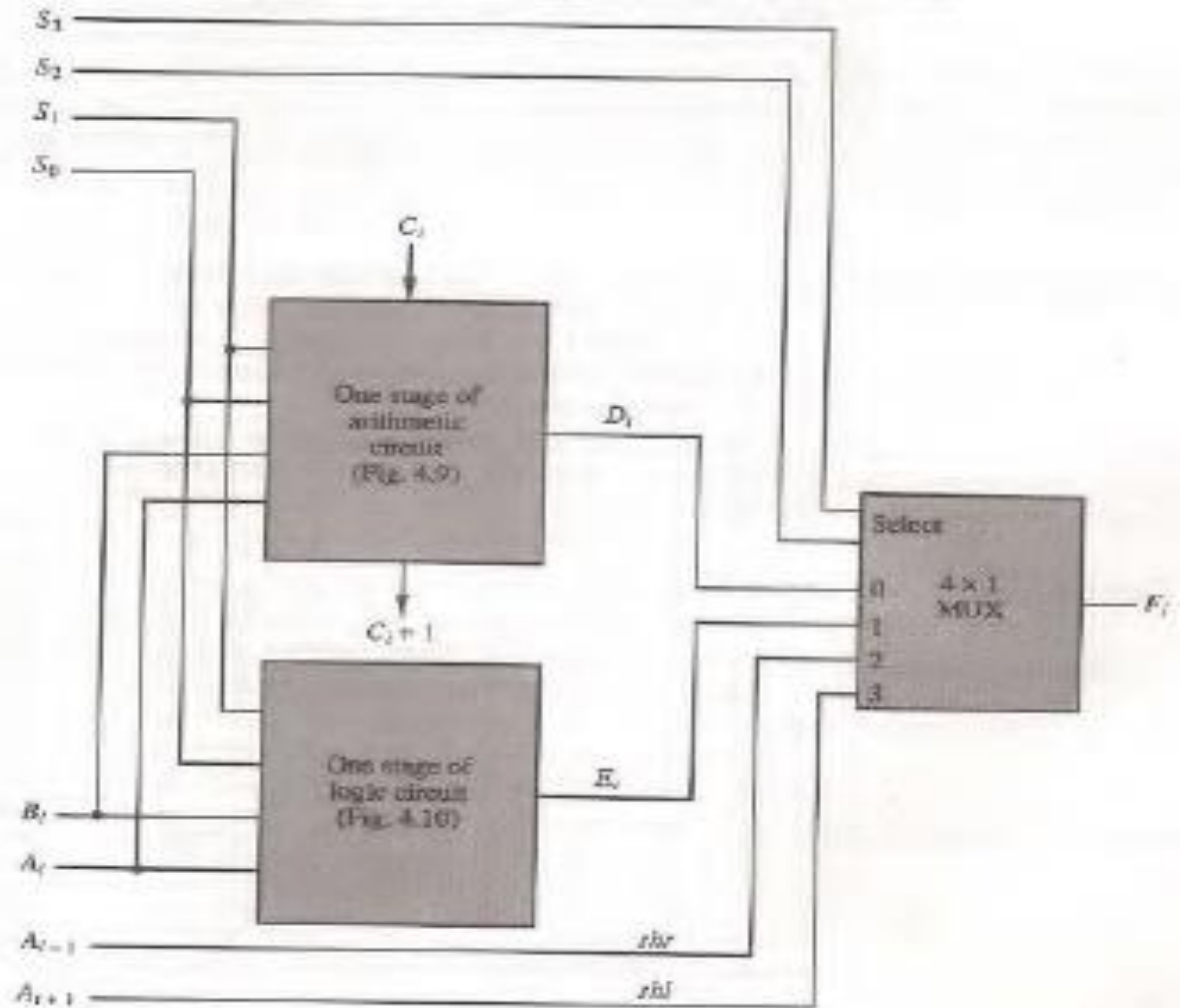 S₃
S₂
S₁
S₀
Cᵢ
One stage of
arithmetic
circuit
(Fig. 4.9)
Dᵢ
Select
0
4 × 1
MUX
1
2
3
Fᵢ
Cᵢ + 1
One stage of
logic circuit
(Fig. 4.10)
Eᵢ
Bᵢ
Aᵢ
Aᵢ₋₁
shr
Aᵢ₊₁
shl